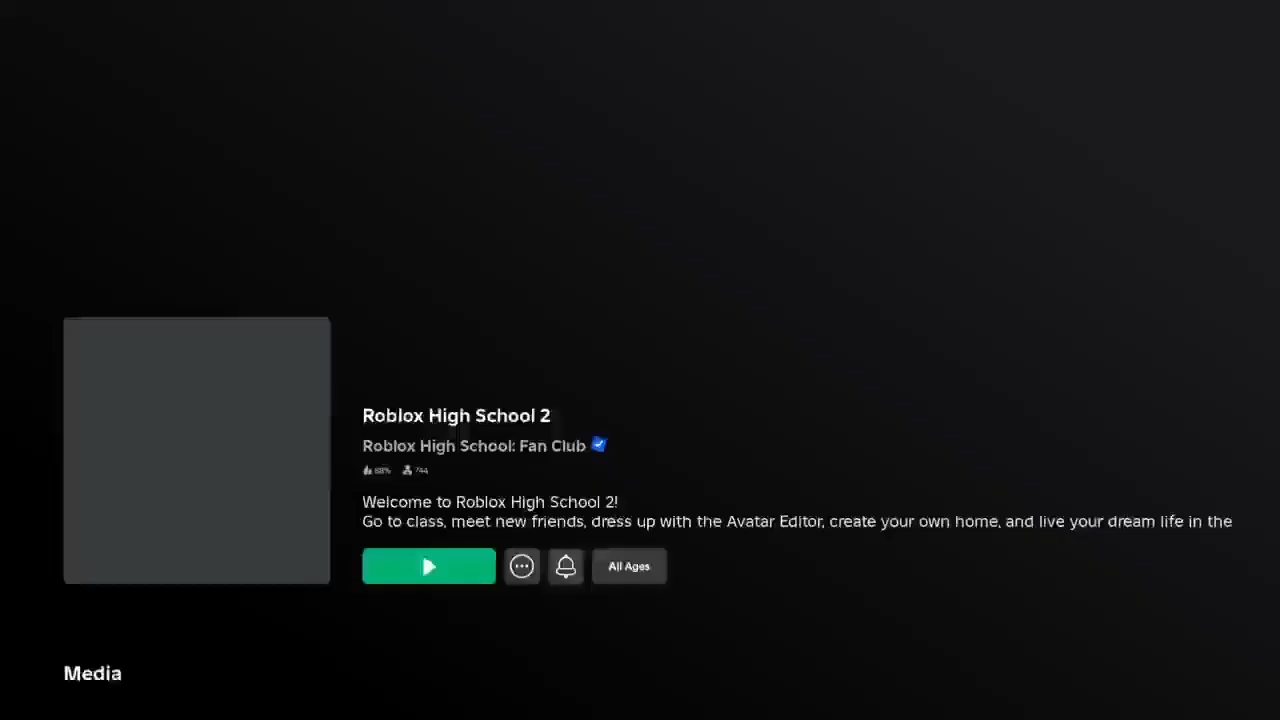 Roblox High School 2
Roblox High School: Fan Club
88% 744
Welcome to Roblox High School 2!
Go to class, meet new friends, dress up with the Avatar Editor, create your own home, and live your dream life in the
All Ages
Media